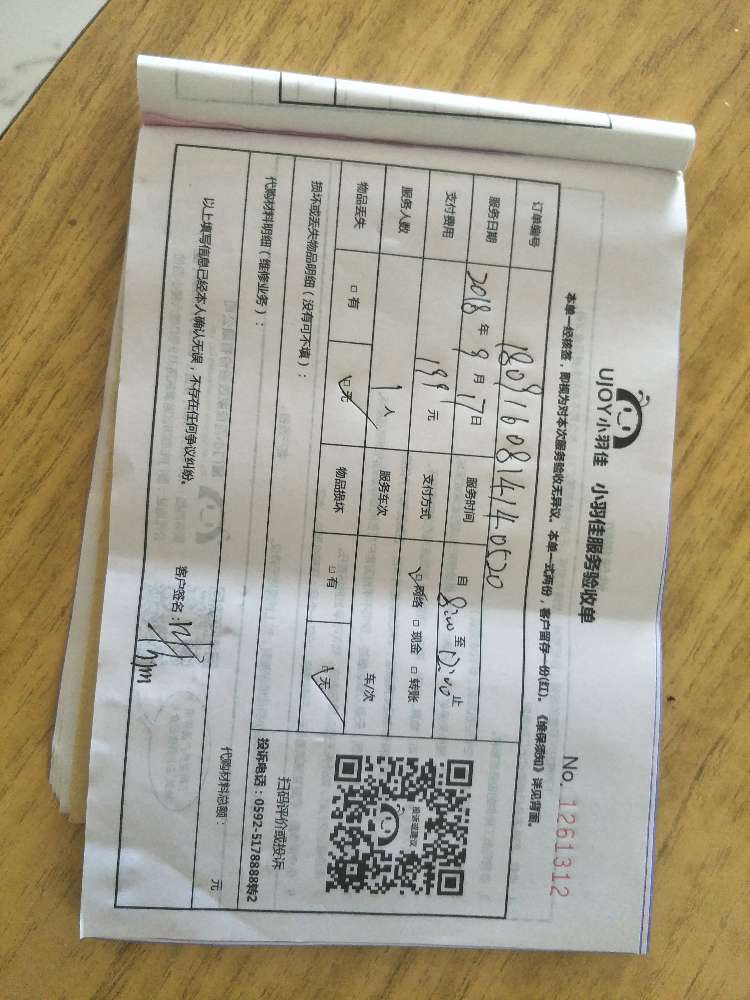 UJOY小羽佳 小羽佳服务验收单 No. 1261312
本单一经核签，即视为对本次服务验收无异议。本单一式两份，客户留存一份(红)。《维保须知》详见背面。
订单编号 1809160814140520
服务日期 2018 年 9 月 17 日 服务时间 自 8:00 至 止
支付费用 199 元 支付方式 ☑ 网络 □ 现金 □ 转账
服务人数 1 人 服务车次 车/次
物品丢失 □ 有 ☑ 无 物品损坏 □ 有 ☑ 无
损坏或丢失物品明细（没有可不填）：
投诉或建议
扫码评价或投诉
投诉电话：0592-5178888转2
代购材料明细（维修业务）：
代购材料总额： 元
以上填写信息已经本人确认无误，不存在任何争议纠纷。
客户签名：